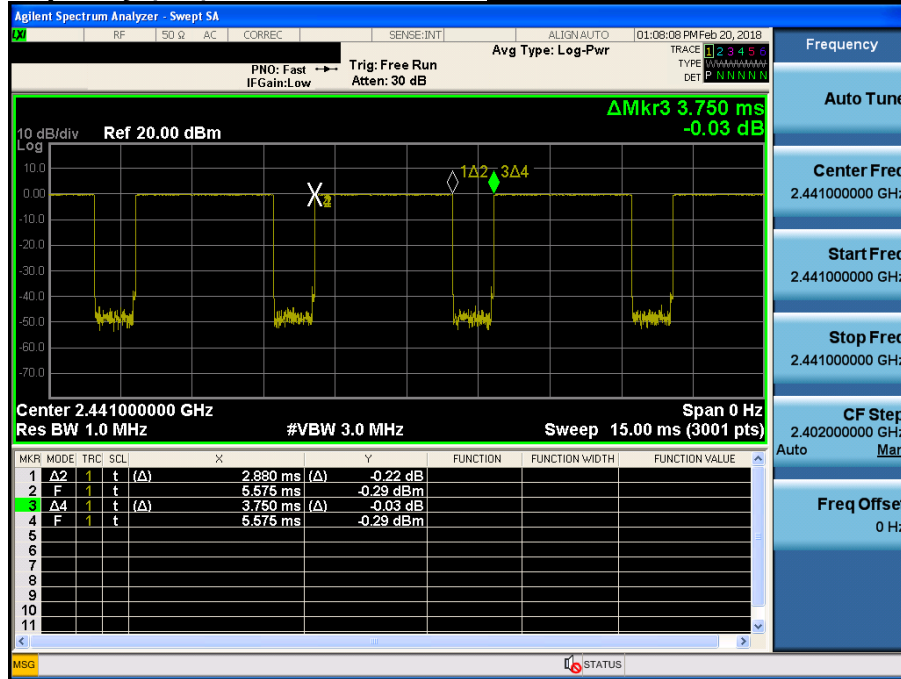 Agilent Spectrum Analyzer - Swept SA
LXI RF 50 Ω AC CORREC SENSE:INT ALIGN AUTO 01:08:08 PM Feb 20, 2018
Avg Type: Log-Pwr TRACE 1 2 3 4 5 6
PNO: Fast Trig: Free Run TYPE WWWWWWW
IFGain:Low Atten: 30 dB DET P N N N N N
ΔMkr3 3.750 ms
-0.03 dB
10 dB/div Ref 20.00 dBm
Log
10.0
0.00
-10.0
-20.0
-30.0
-40.0
-50.0
-60.0
-70.0
1Δ2 3Δ4
Center 2.441000000 GHz Span 0 Hz
Res BW 1.0 MHz #VBW 3.0 MHz Sweep 15.00 ms (3001 pts)
MKR MODE TRC SCL X Y FUNCTION FUNCTION WIDTH FUNCTION VALUE
1 Δ2 1 t (Δ) 2.880 ms (Δ) -0.22 dB
2 F 1 t 5.575 ms -0.29 dBm
3 Δ4 1 t (Δ) 3.750 ms (Δ) -0.03 dB
4 F 1 t 5.575 ms -0.29 dBm
5
6
7
8
9
10
11
MSG STATUS
Frequency
Auto Tune
Center Freq
2.441000000 GHz
Start Freq
2.441000000 GHz
Stop Freq
2.441000000 GHz
CF Step
2.402000000 GHz
Auto Man
Freq Offset
0 Hz